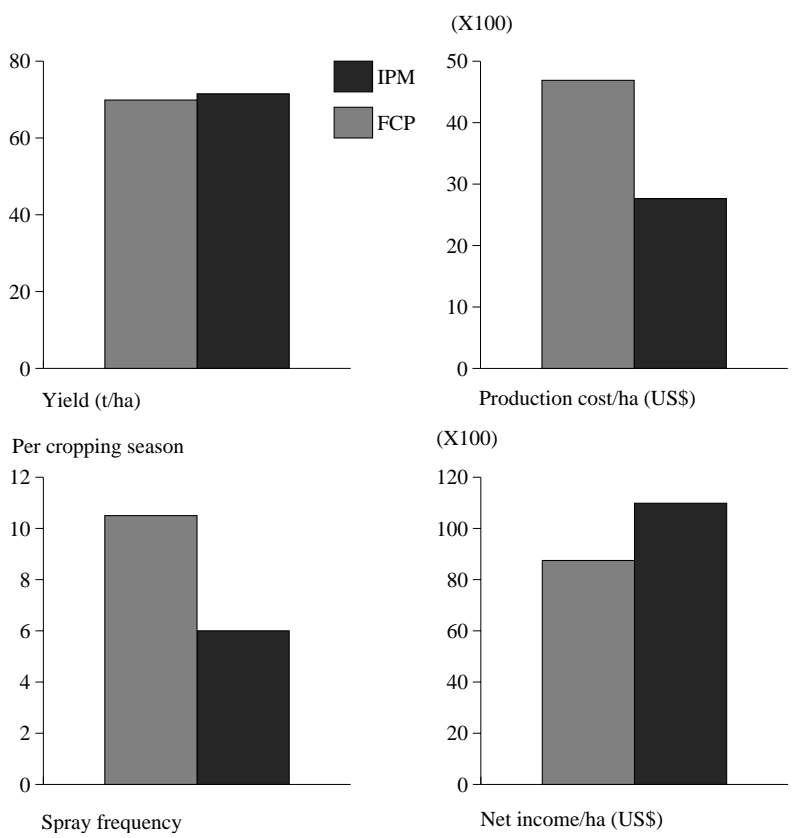 80
60
40
20
0
Yield (t/ha)
IPM
FCP
(X100)
50
40
30
20
10
0
Production cost/ha (US$)
Per cropping season
12
10
8
6
4
2
0
Spray frequency
(X100)
120
100
80
60
40
20
0
Net income/ha (US$)